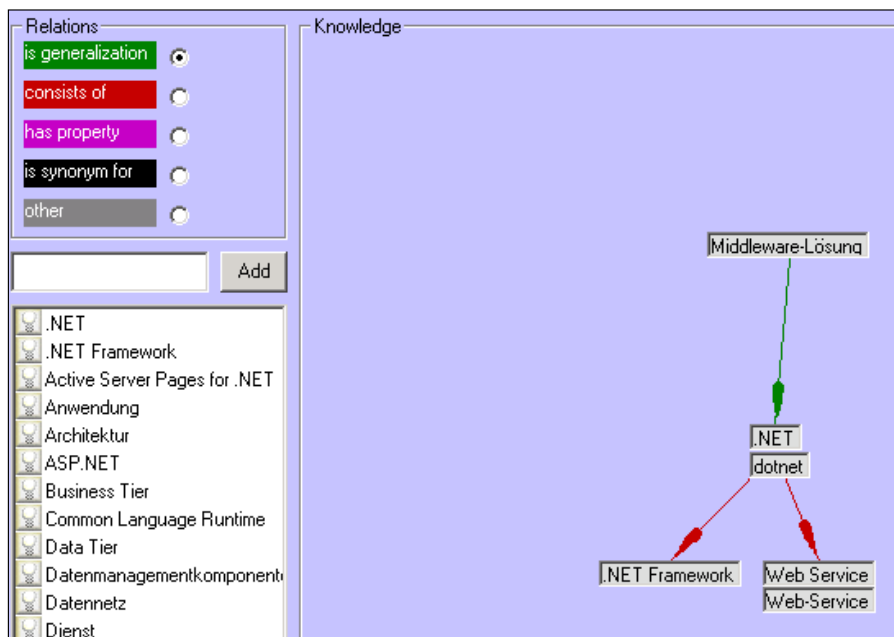 Relations
is generalization
consists of
has property
is synonym for
other
Add
.NET
.NET Framework
Active Server Pages for .NET
Anwendung
Architektur
ASP.NET
Business Tier
Common Language Runtime
Data Tier
Datenmanagementkomponent
Datennetz
Dienst
Knowledge
Middleware-Lösung
.NET
dotnet
.NET Framework
Web Service
Web-Service